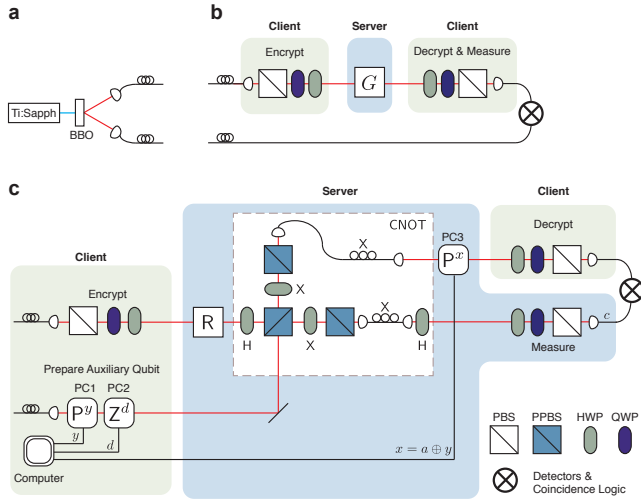 a
Ti:Sapph
BBO
b
Client
Server
Client
Encrypt
Decrypt & Measure
G
c
Server
Client
CNOT
Decrypt
X
PC3
P^x
Client
X
Encrypt
X
R
c
H
X
H
Measure
Prepare Auxiliary Qubit
PC1
PC2
P^y
Z^d
y
d
x = a ⊕ y
Computer
PBS
PPBS
HWP
QWP
Detectors
& Coincidence Logic